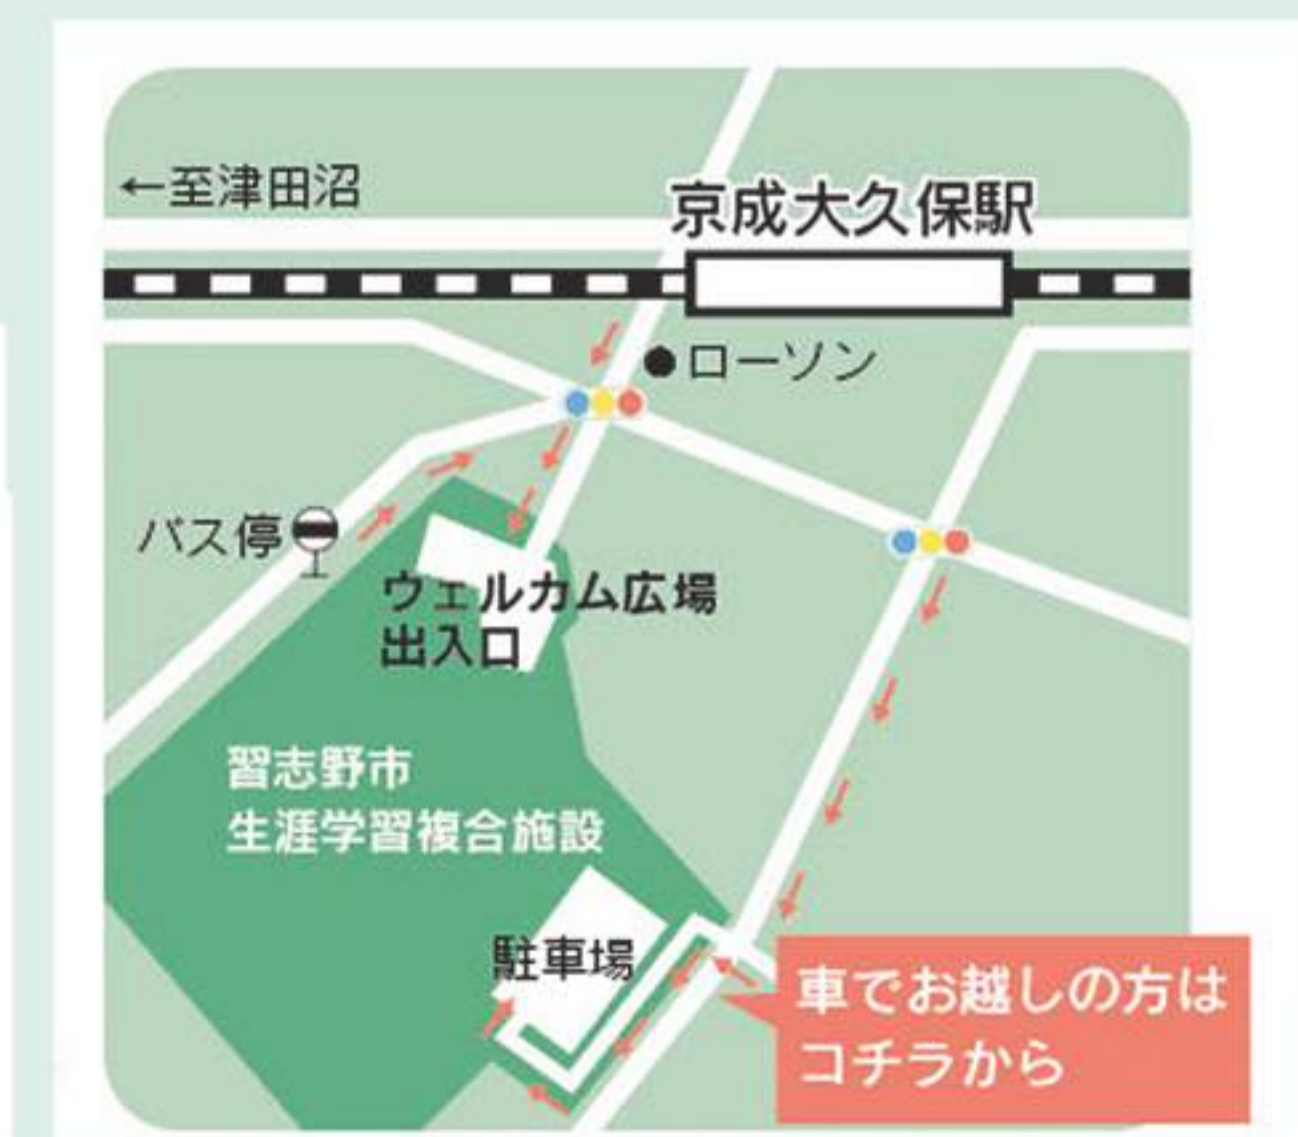 ←至津田沼
京成大久保駅
ローソン
バス停
ウェルカム広場
出入口
習志野市
生涯学習複合施設
駐車場
車でお越しの方は
コチラから